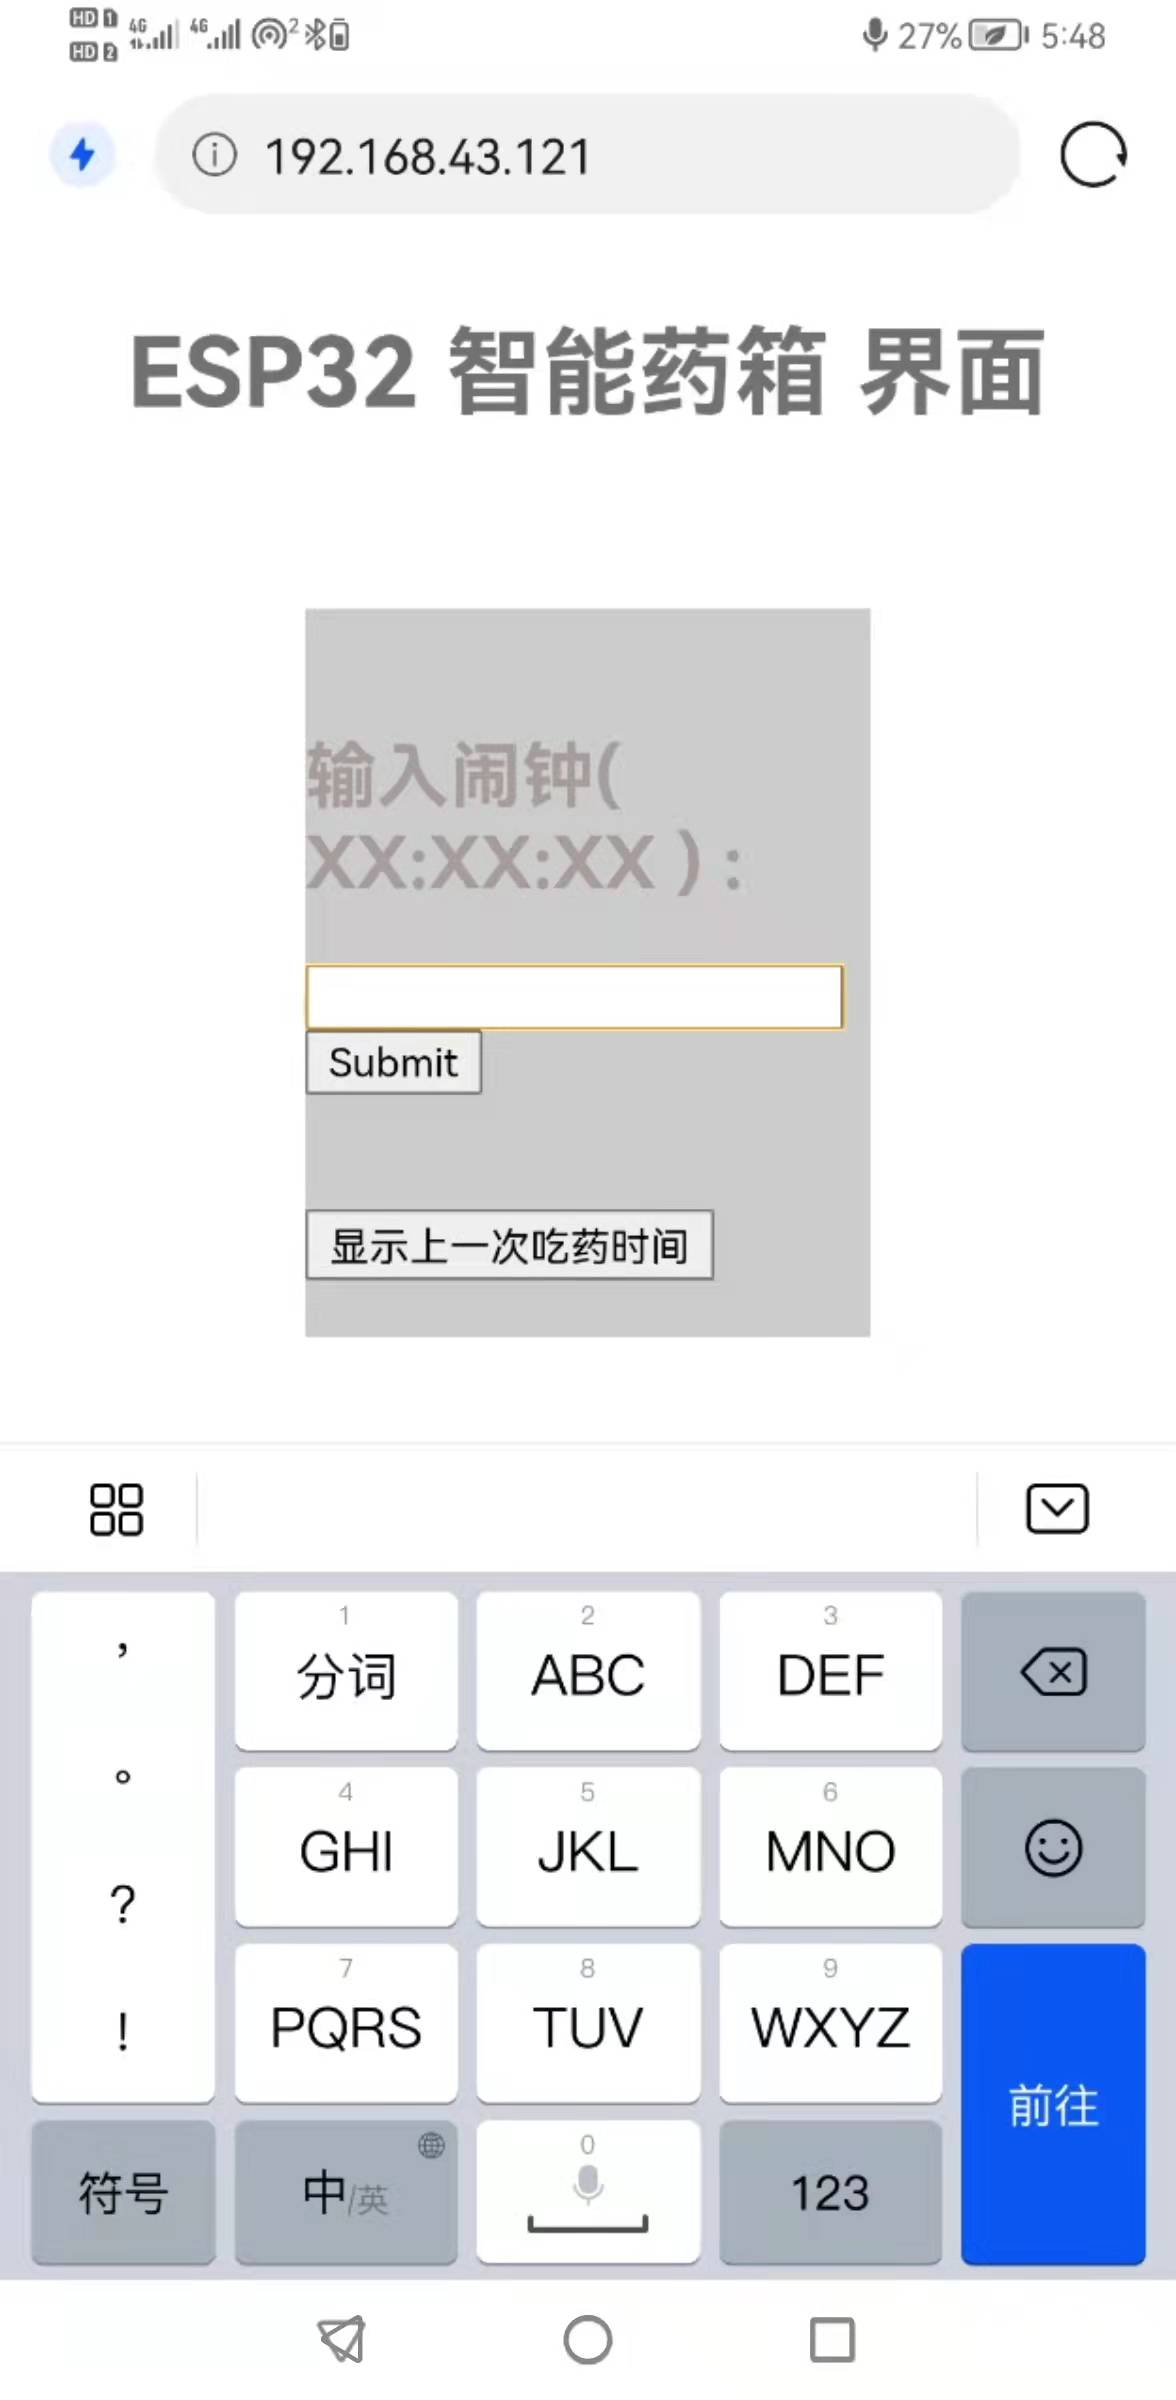 HD 1 4G 4G 2 27% 5:48
HD 2
192.168.43.121
ESP32 智能药箱 界面
输入闹钟(
XX:XX:XX ) :
Submit
显示上一次吃药时间
, 1 2 3
分词 ABC DEF
。 4 5 6
? GHI JKL MNO
7 8 9
! PQRS TUV WXYZ
前往
0
符号 中/英 123